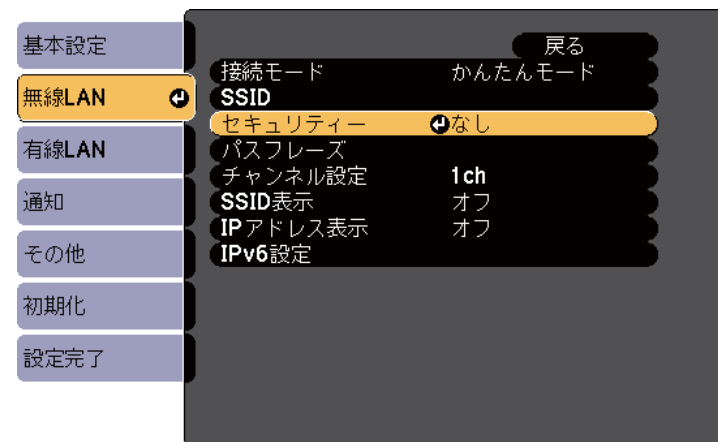 基本設定
無線LAN
有線LAN
通知
その他
初期化
設定完了
戻る
接続モード かんたんモード
SSID
セキュリティー なし
パスフレーズ
チャンネル設定 1ch
SSID表示 オフ
IPアドレス表示 オフ
IPv6設定